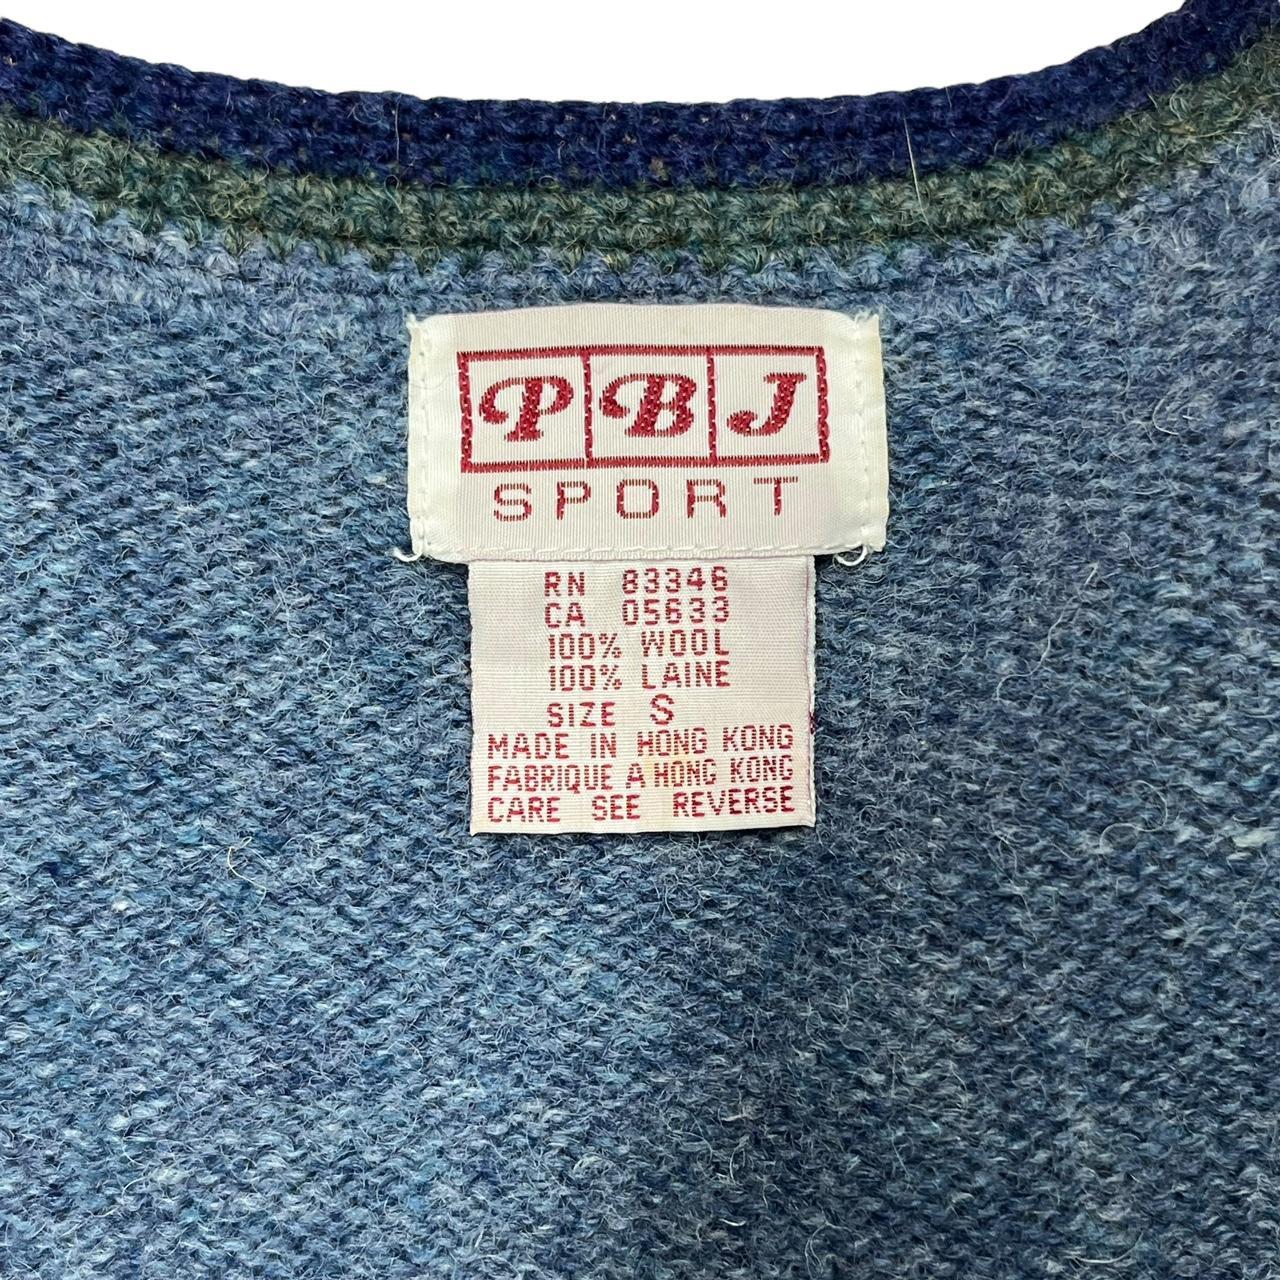 PBJ
SPORT
RN 83346
CA 05633
100% WOOL
100% LAINE
SIZE S
MADE IN HONG KONG
FABRIQUE A HONG KONG
CARE SEE REVERSE